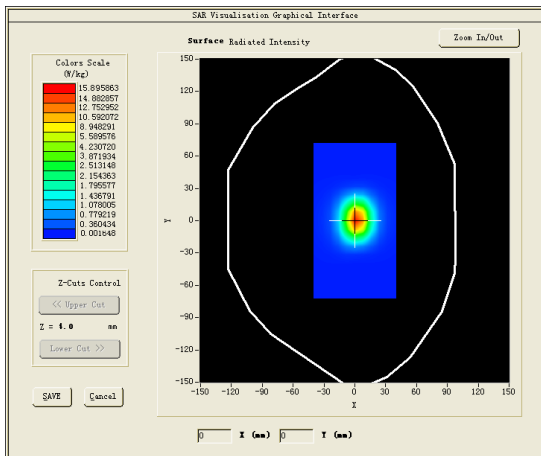 SAR Visualisation Graphical Interface
Surface Radiated Intensity
Zoom In/Out
Colors Scale
(W/kg)
15.895863
14.882857
12.752952
10.592072
8.948291
5.589576
4.230720
3.871934
2.513148
2.154363
1.795577
1.436791
1.078005
0.779219
0.360434
0.001648
Z-Cuts Control
<< Upper Cut
Z = 4.0 mm
Lower Cut >>
SAVE
Cancel
150
120
90
60
30
0
-30
-60
-90
-120
-150
Y
-150 -120 -90 -60 -30 0 30 60 90 120 150
X
0 X (mm) 0 Y (mm)